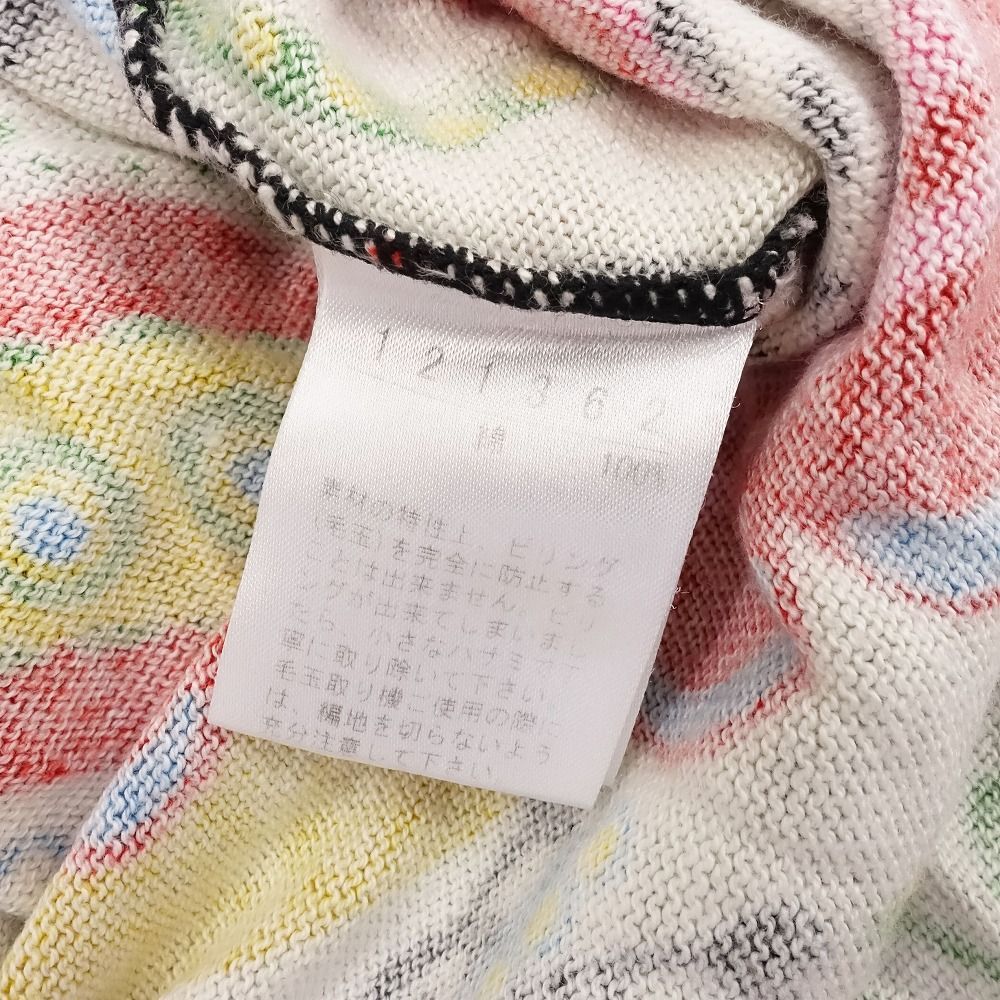 121362
綿 100%
素材の特性上、ピリング
(毛玉)を完全に防止する
ことは出来ません。ピリ
ングが出来てしまいまし
たら、小さなハサミで丁
寧に取り除いて下さい。
毛玉取り機ご使用の際に
は、編地を切らないよう
充分注意して下さい。